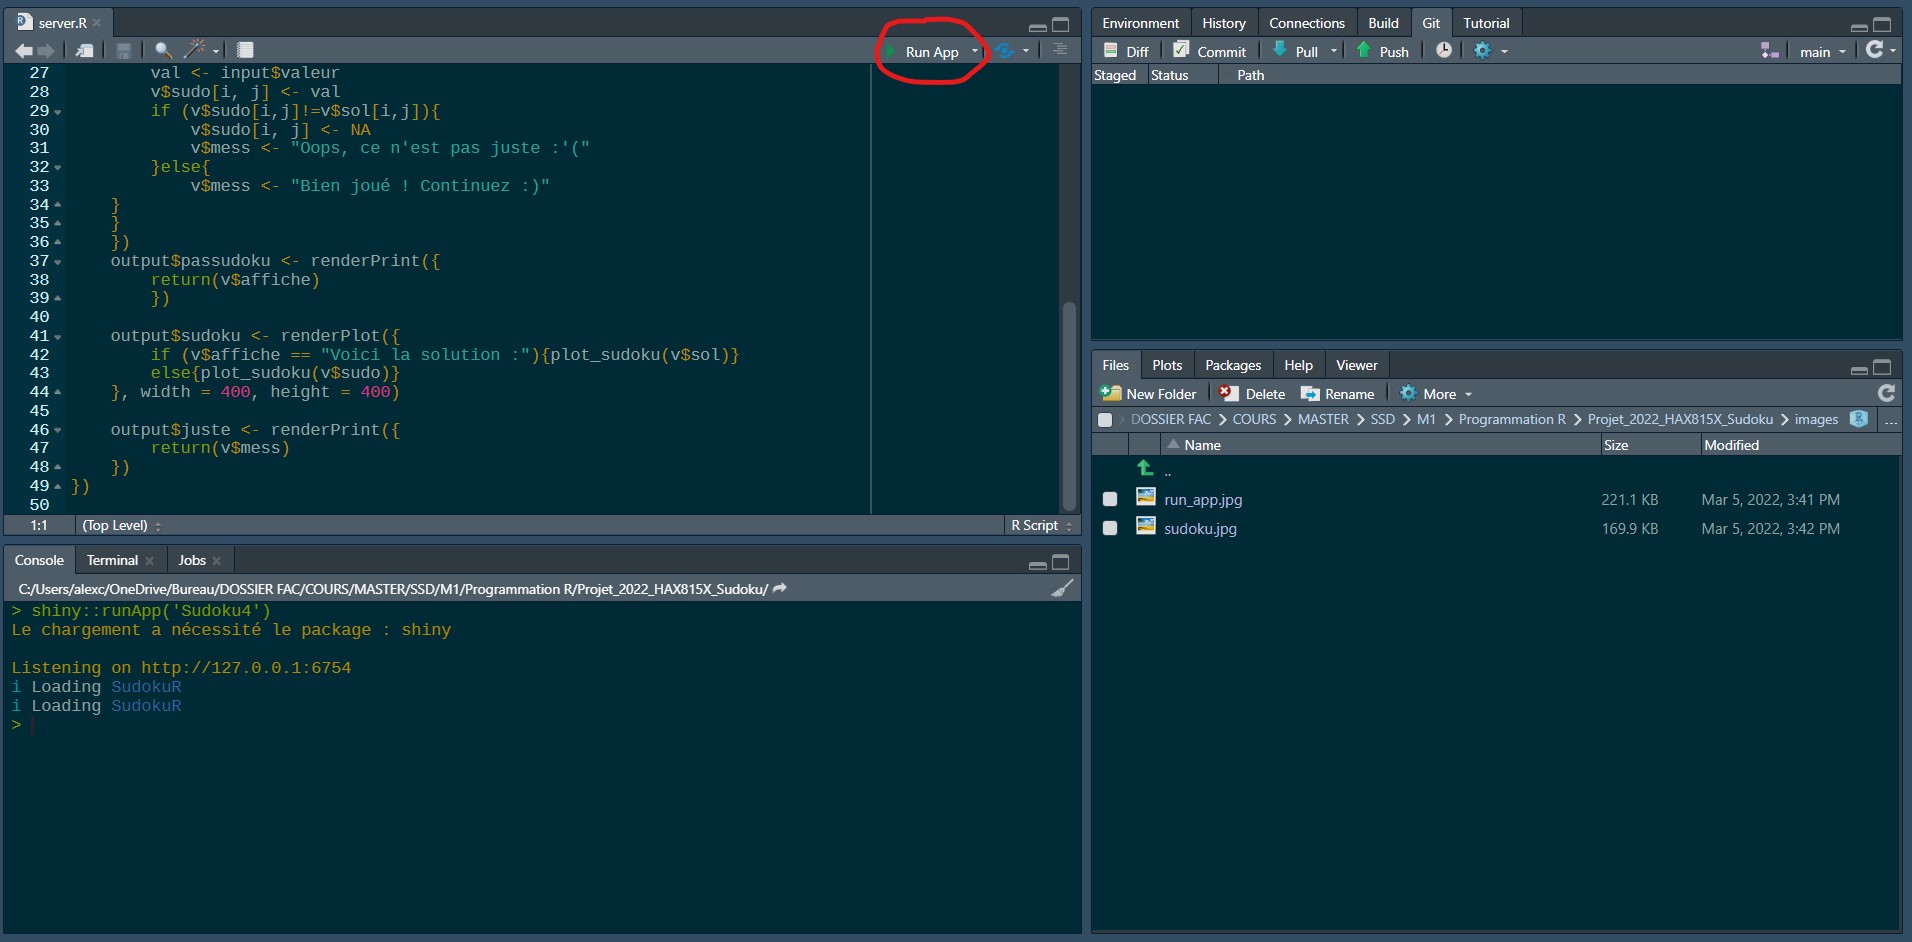 server.R
Run App
27 val <- input$valeur
28 v$sudo[i, j] <- val
29 if (v$sudo[i,j]!=v$sol[i,j]){
30 v$sudo[i, j] <- NA
31 v$mess <- "Oops, ce n'est pas juste :'("
32 }else{
33 v$mess <- "Bien joué ! Continuez :)"
34 }
35 }
36 })
37 output$passudoku <- renderPrint({
38 return(v$affiche)
39 })
40
41 output$sudoku <- renderPlot({
42 if (v$affiche == "Voici la solution :"){plot_sudoku(v$sol)}
43 else{plot_sudoku(v$sudo)}
44 }, width = 400, height = 400)
45
46 output$juste <- renderPrint({
47 return(v$mess)
48 })
49 })
50
1:1 (Top Level) R Script
Console Terminal Jobs
C:/Users/alexc/OneDrive/Bureau/DOSSIER FAC/COURS/MASTER/SSD/M1/Programmation R/Projet_2022_HAX815X_Sudoku/
> shiny::runApp('Sudoku4')
Le chargement a nécessité le package : shiny
Listening on http://127.0.0.1:6754
i Loading SudokuR
i Loading SudokuR
>
Environment History Connections Build Git Tutorial
Diff Commit Pull Push main
Staged Status Path
Files Plots Packages Help Viewer
New Folder Delete Rename More
DOSSIER FAC > COURS > MASTER > SSD > M1 > Programmation R > Projet_2022_HAX815X_Sudoku > images R ...
Name Size Modified
..
run_app.jpg 221.1 KB Mar 5, 2022, 3:41 PM
sudoku.jpg 169.9 KB Mar 5, 2022, 3:42 PM